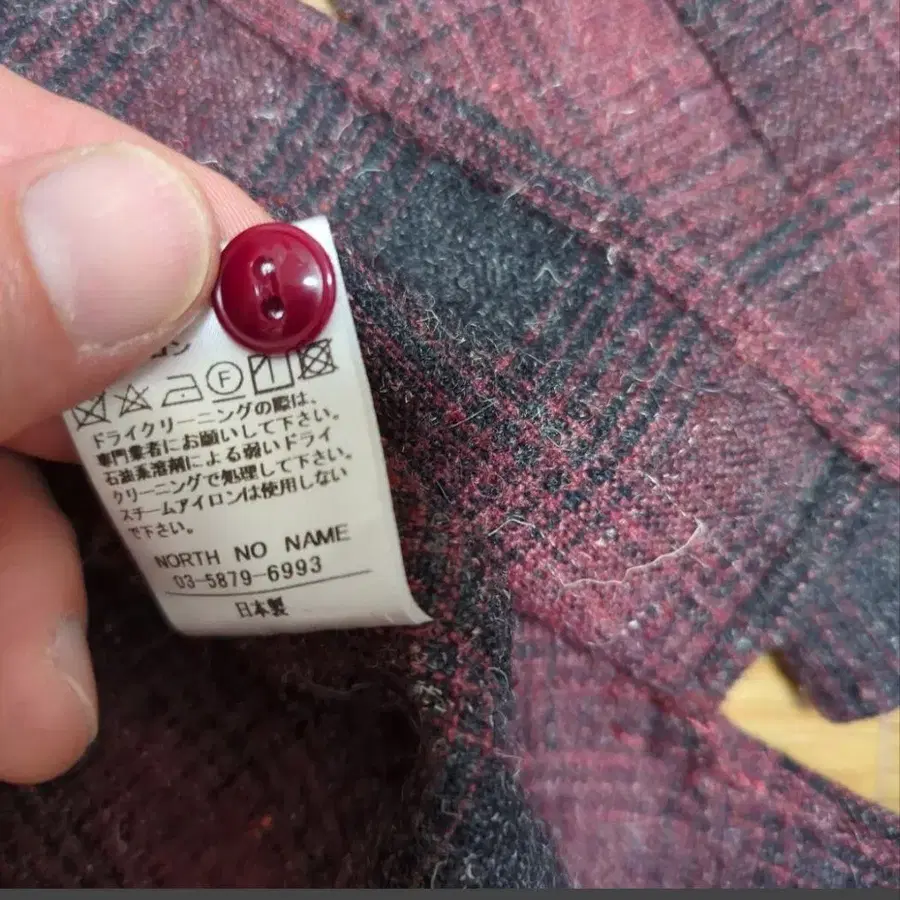 ドライクリーニングの際は、
専門業者にお願いして下さい。
石油系溶剤による弱いドライ
クリーニングで処理して下さい。
スチームアイロンは使用しない
で下さい。
NORTH NO NAME
03-5879-6993
日本製